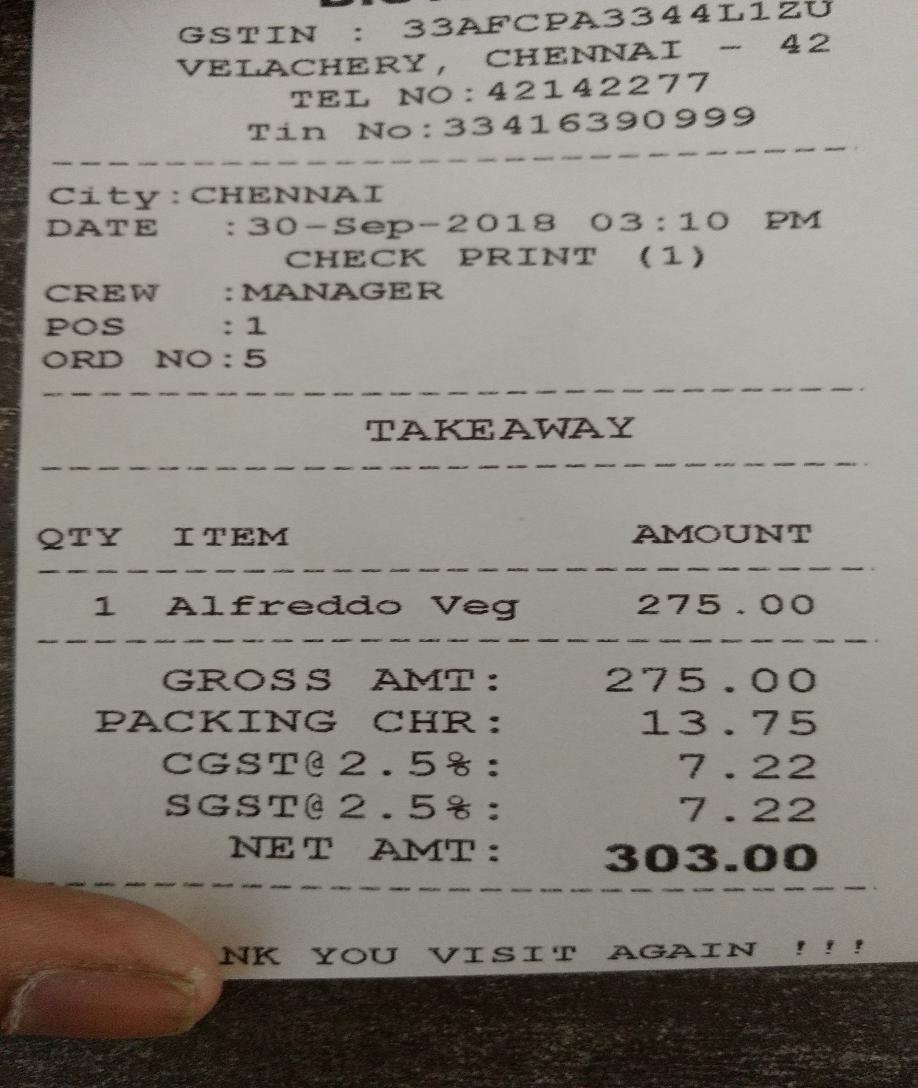 GSTIN : 33AFCPA3344L1ZU
VELACHERY, CHENNAI - 42
TEL NO:42142277
Tin No:33416390999
City:CHENNAI
DATE :30-Sep-2018 03:10 PM
CHECK PRINT (1)
CREW :MANAGER
POS :1
ORD NO:5
TAKEAWAY
QTY ITEM AMOUNT
1 Alfreddo Veg 275.00
GROSS AMT: 275.00
PACKING CHR: 13.75
CGST@2.5%: 7.22
SGST@2.5%: 7.22
NET AMT: 303.00
NK YOU VISIT AGAIN !!!